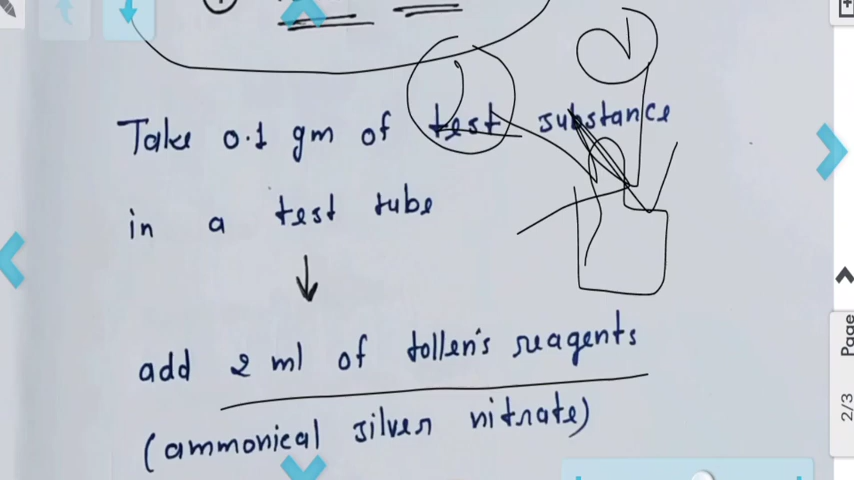 Take 0.1 gm of test substance
in a test tube
↓
add 2 ml of tollen's reagents
(ammonical silver nitrate)
Page
2/3